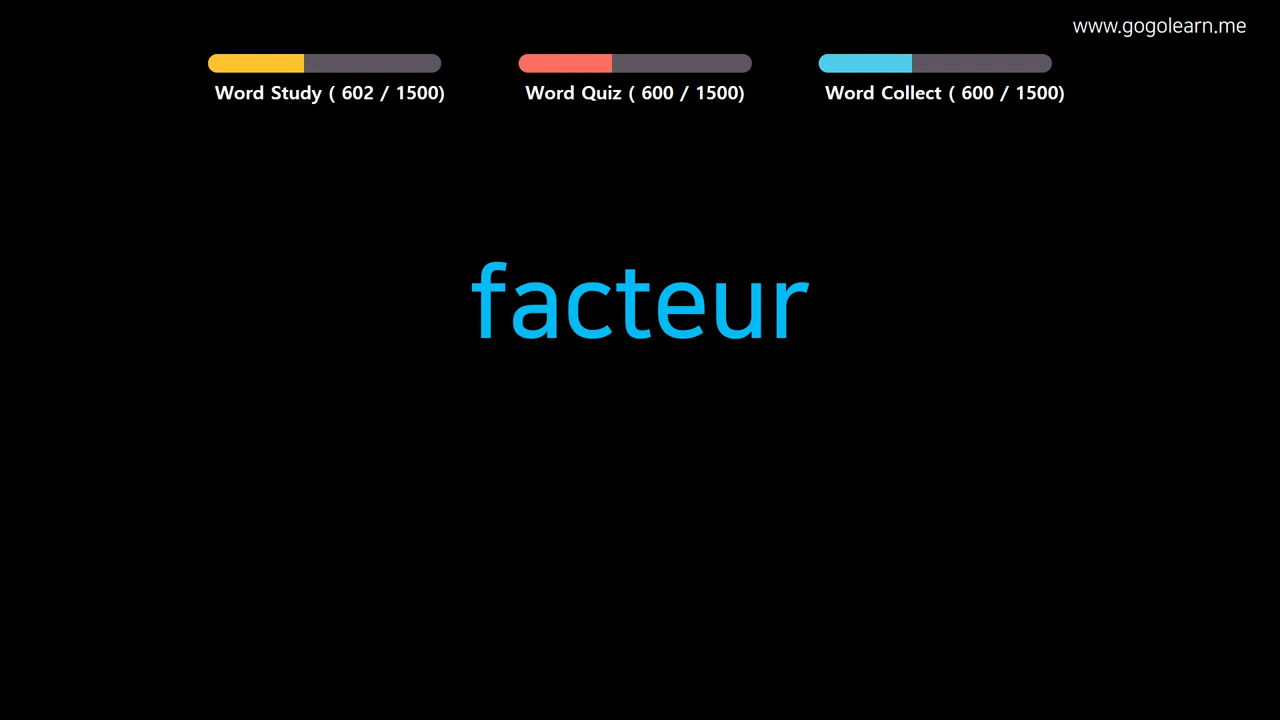 www.gogolearn.me
Word Study ( 602 / 1500)
Word Quiz ( 600 / 1500)
Word Collect ( 600 / 1500)
facteur